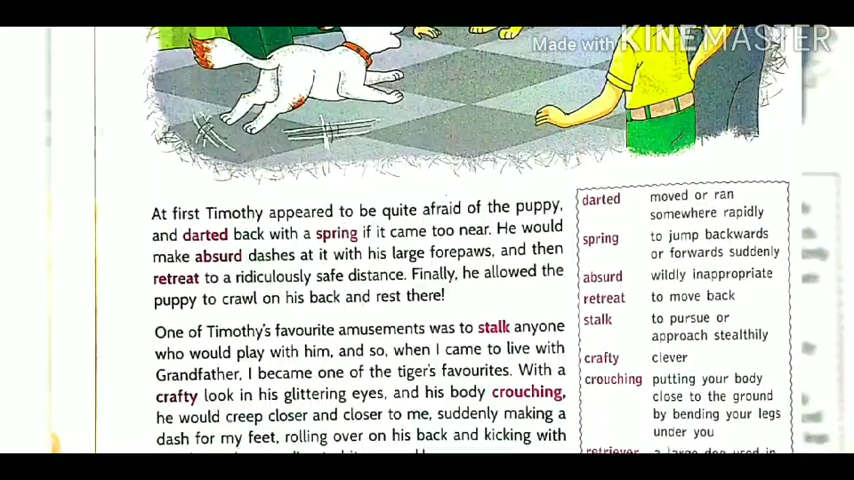 Made with KINEMASTER
At first Timothy appeared to be quite afraid of the puppy,
and darted back with a spring if it came too near. He would
make absurd dashes at it with his large forepaws, and then
retreat to a ridiculously safe distance. Finally, he allowed the
puppy to crawl on his back and rest there!
One of Timothy's favourite amusements was to stalk anyone
who would play with him, and so, when I came to live with
Grandfather, I became one of the tiger's favourites. With a
crafty look in his glittering eyes, and his body crouching,
he would creep closer and closer to me, suddenly making a
dash for my feet, rolling over on his back and kicking with
darted moved or ran
somewhere rapidly
spring to jump backwards
or forwards suddenly
absurd wildly inappropriate
retreat to move back
stalk to pursue or
approach stealthily
crafty clever
crouching putting your body
close to the ground
by bending your legs
under you
retriever a large dog used in